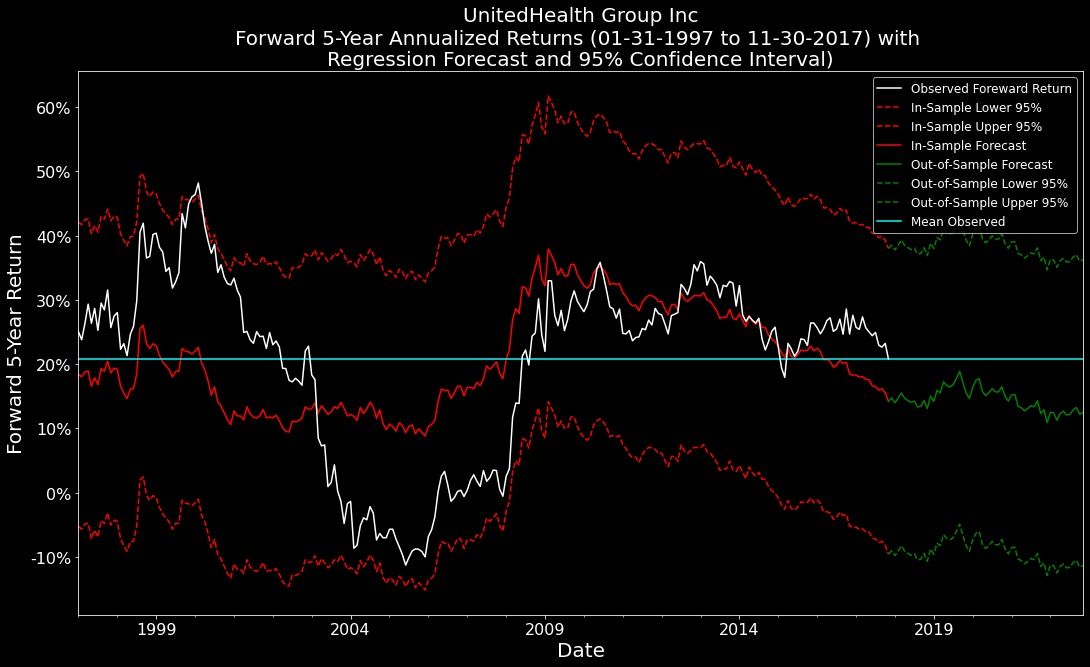 UnitedHealth Group Inc
Forward 5-Year Annualized Returns (01-31-1997 to 11-30-2017) with
Regression Forecast and 95% Confidence Interval)
Observed Foreward Return
In-Sample Lower 95%
In-Sample Upper 95%
In-Sample Forecast
Out-of-Sample Forecast
Out-of-Sample Lower 95%
Out-of-Sample Upper 95%
Mean Observed
Forward 5-Year Return
60%
50%
40%
30%
20%
10%
0%
-10%
1999
2004
2009
2014
2019
Date